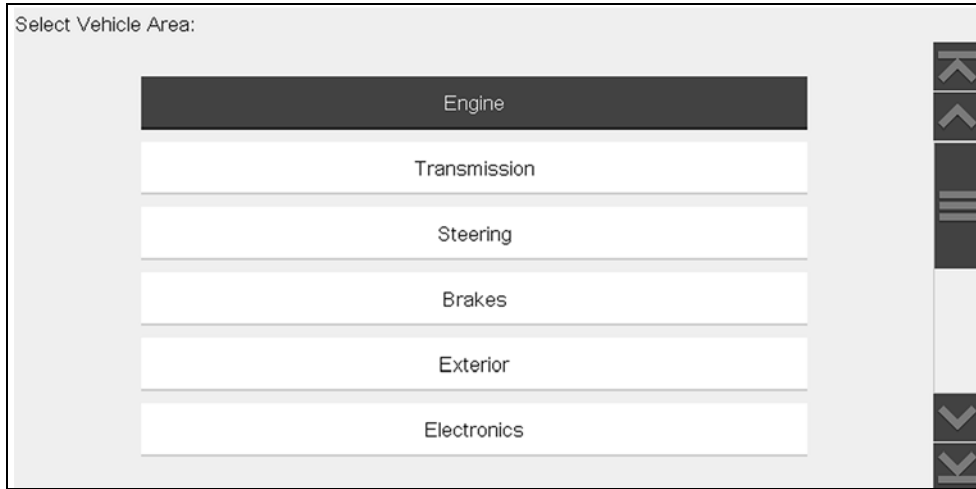 Select Vehicle Area:
Engine
Transmission
Steering
Brakes
Exterior
Electronics